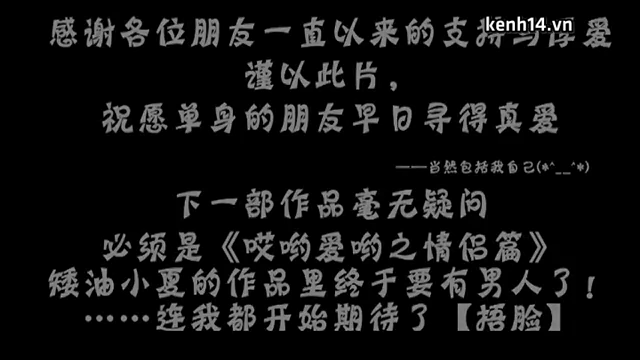 kenh14.vn
感谢各位朋友一直以来的支持与厚爱
谨以此片，
祝愿单身的朋友早日寻得真爱
——当然包括我自己(*^__^*)
下一部作品毫无疑问
必须是《哎哟爱哟之情侣篇》
矮油小夏的作品里终于要有男人了！
……连我都开始期待了【捂脸】